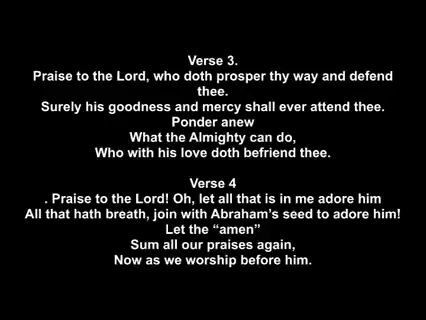 Verse 3.
Praise to the Lord, who doth prosper thy way and defend
thee.
Surely his goodness and mercy shall ever attend thee.
Ponder anew
What the Almighty can do,
Who with his love doth befriend thee.
Verse 4
. Praise to the Lord! Oh, let all that is in me adore him
All that hath breath, join with Abraham’s seed to adore him!
Let the “amen”
Sum all our praises again,
Now as we worship before him.